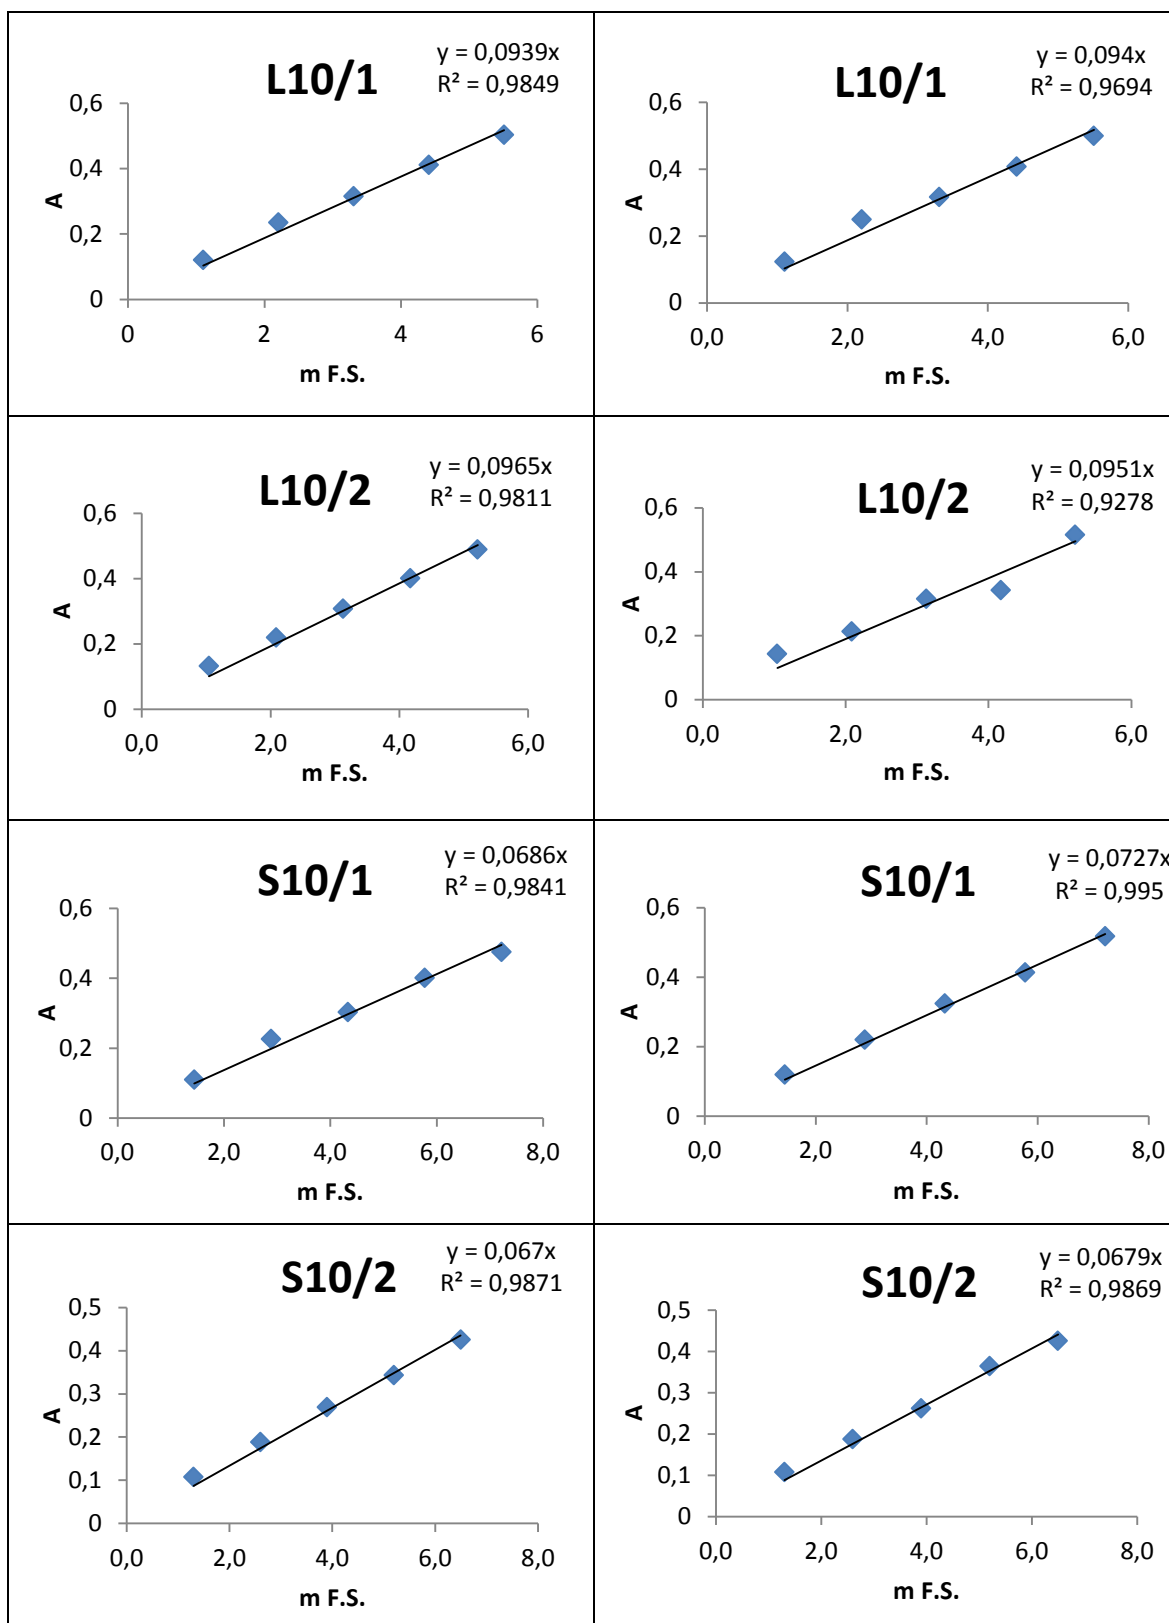 L10/1
y = 0,0939x
R² = 0,9849
0,6
0,4
0,2
0
A
0 2 4 6
m F.S.
L10/1
y = 0,094x
R² = 0,9694
0,6
0,4
0,2
0
A
0,0 2,0 4,0 6,0
m F.S.
L10/2
y = 0,0965x
R² = 0,9811
0,6
0,4
0,2
0
A
0,0 2,0 4,0 6,0
m F.S.
L10/2
y = 0,0951x
R² = 0,9278
0,6
0,4
0,2
0
A
0,0 2,0 4,0 6,0
m F.S.
S10/1
y = 0,0686x
R² = 0,9841
0,6
0,4
0,2
0
A
0,0 2,0 4,0 6,0 8,0
m F.S.
S10/1
y = 0,0727x
R² = 0,995
0,6
0,4
0,2
0
A
0,0 2,0 4,0 6,0 8,0
m F.S.
S10/2
y = 0,067x
R² = 0,9871
0,5
0,4
0,3
0,2
0,1
0
A
0,0 2,0 4,0 6,0 8,0
m F.S.
S10/2
y = 0,0679x
R² = 0,9869
0,5
0,4
0,3
0,2
0,1
0
A
0,0 2,0 4,0 6,0 8,0
m F.S.